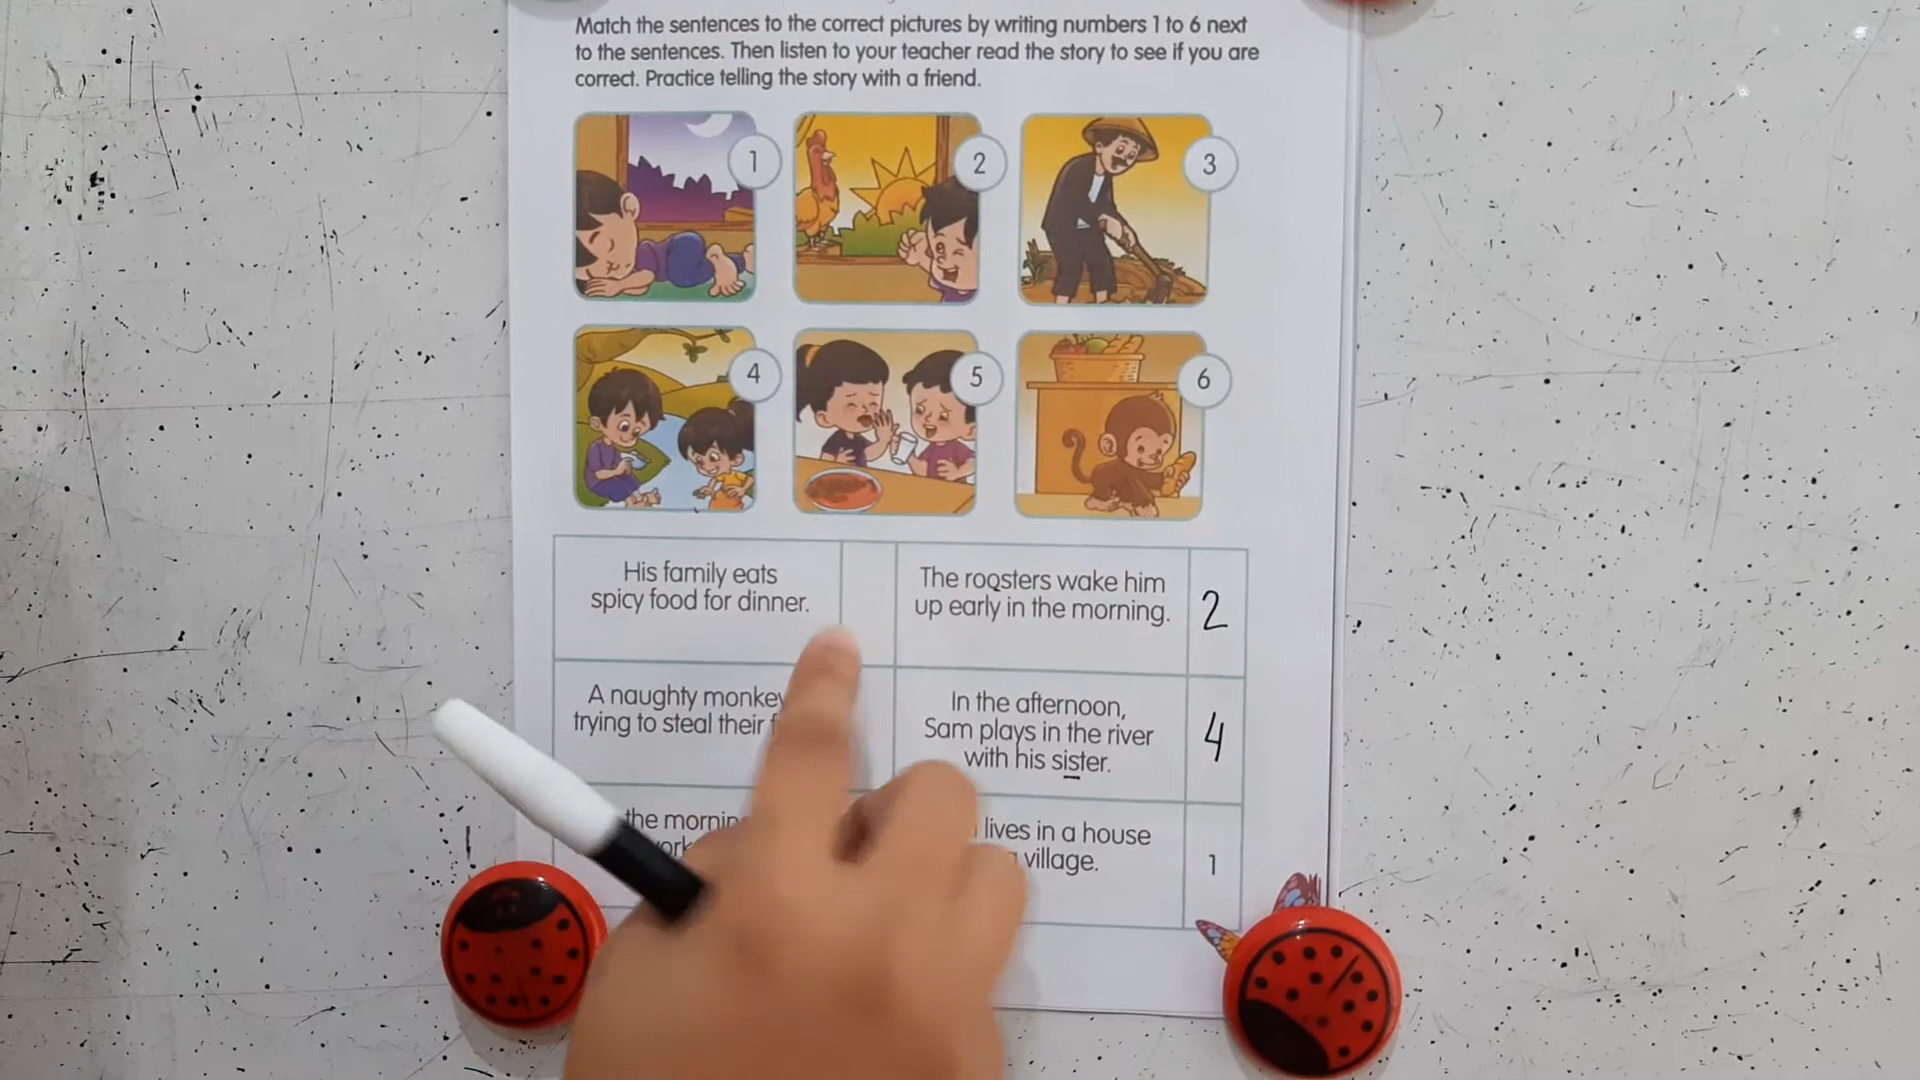 Match the sentences to the correct pictures by writing numbers 1 to 6 next
to the sentences. Then listen to your teacher read the story to see if you are
correct. Practice telling the story with a friend.
1
2
3
4
5
6
His family eats
spicy food for dinner.
The roosters wake him
up early in the morning.
2
A naughty monkey
trying to steal their
In the afternoon,
Sam plays in the river
with his sister.
4
the morning
lives in a house
village.
1